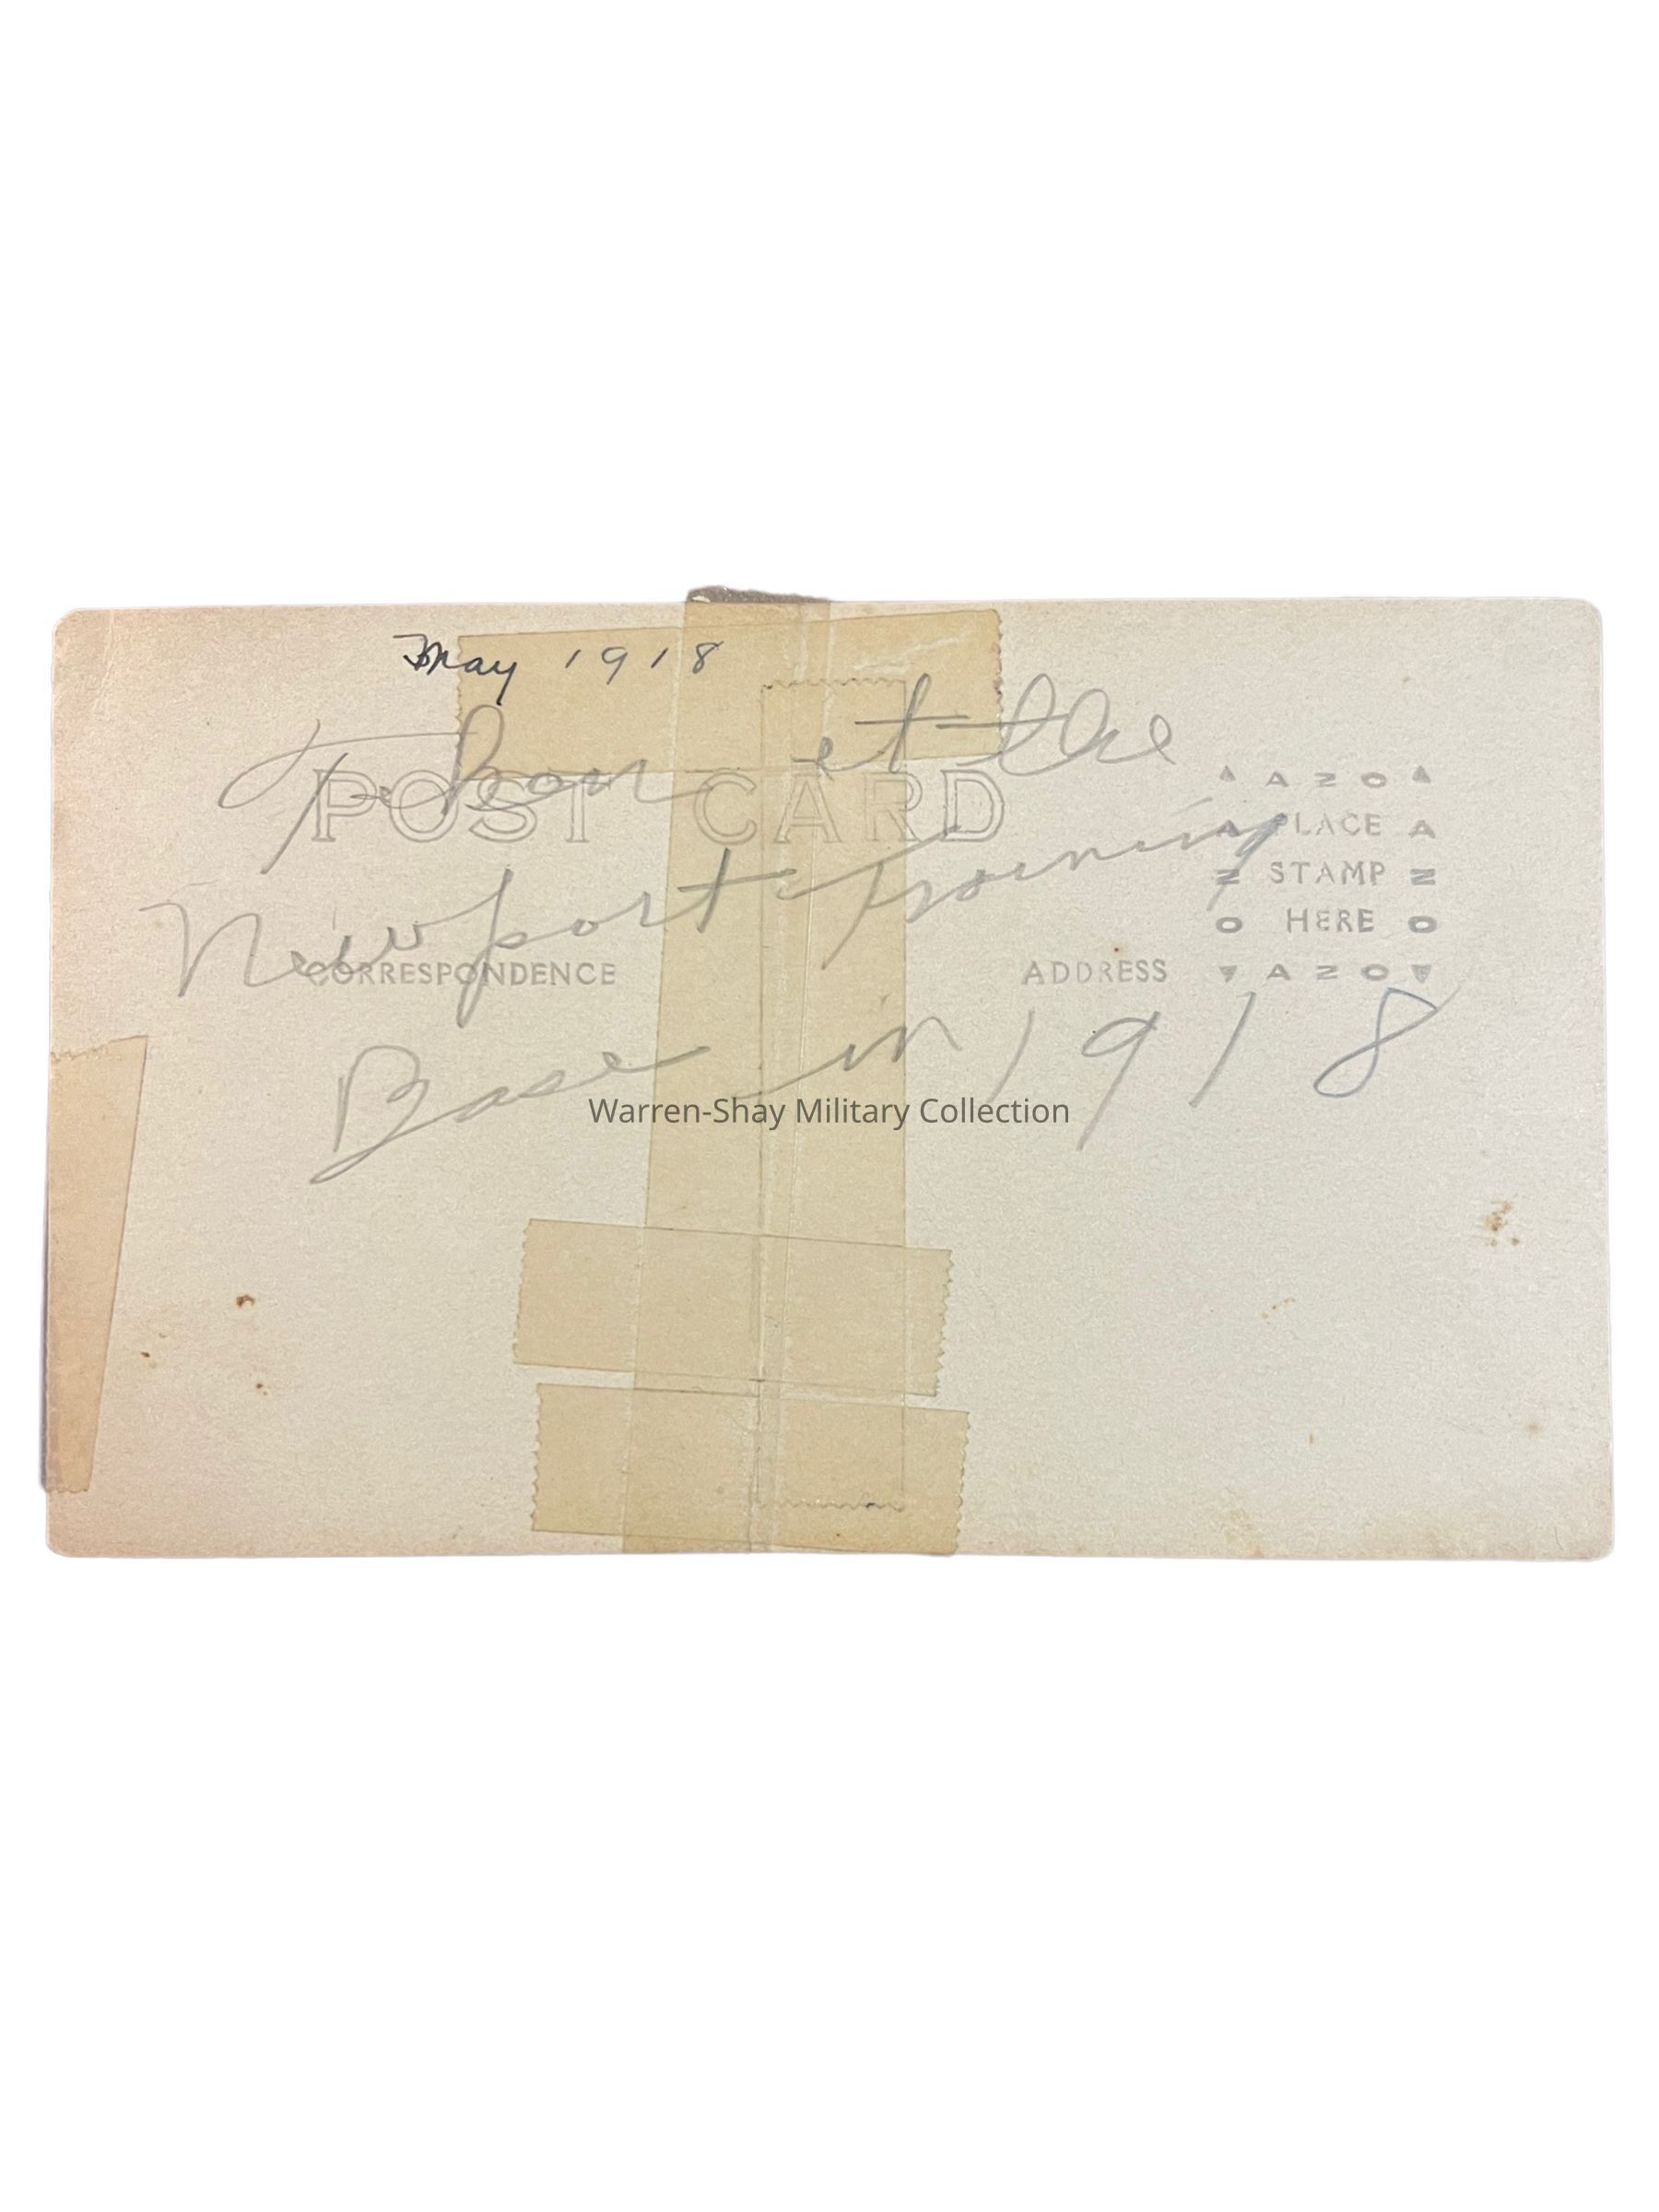 May 1918
at the
POST CARD
AZO
PLACE
STAMP
HERE
AZO
Newport training
CORRESPONDENCE
ADDRESS
Base in 1918
Warren-Shay Military Collection